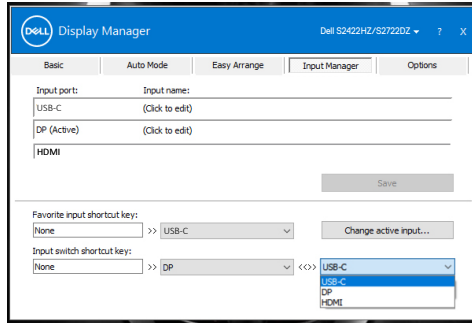 DELL Display Manager Dell S2422HZ/S2722DZ ? X
Basic Auto Mode Easy Arrange Input Manager Options
Input port: Input name:
USB-C (Click to edit)
DP (Active) (Click to edit)
HDMI
Save
Favorite input shortcut key:
None >> USB-C Change active input...
Input switch shortcut key:
None >> DP <<>> USB-C
USB-C
DP
HDMI